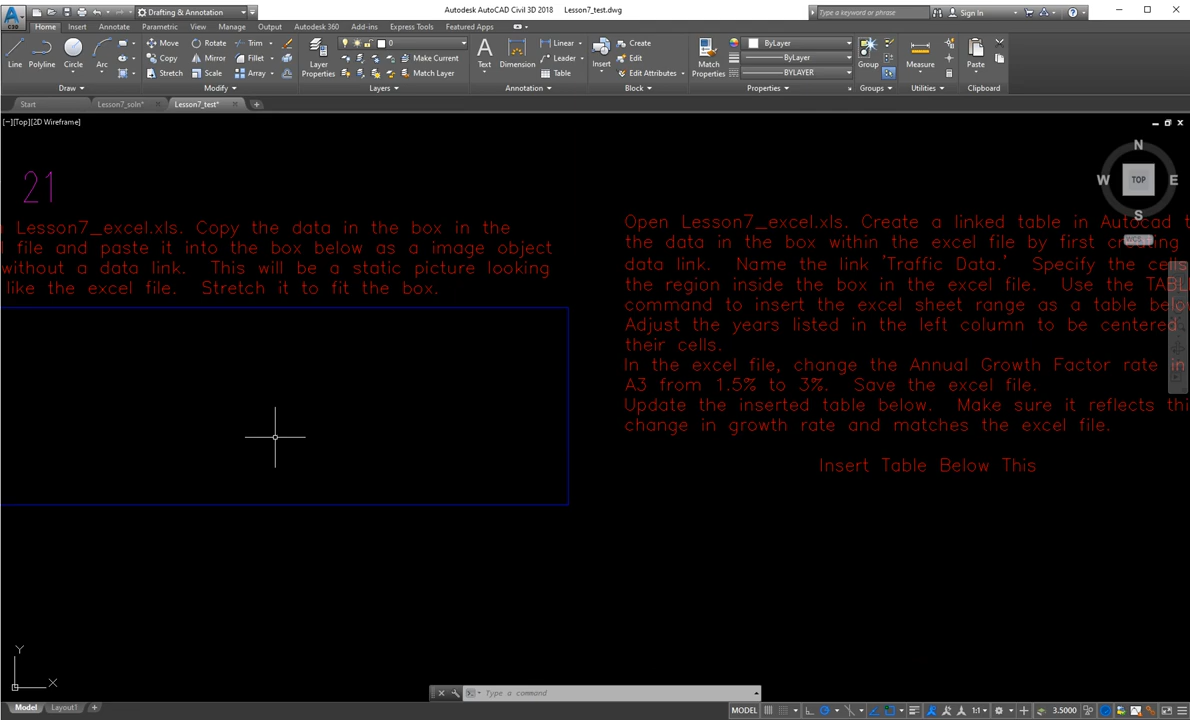 Drafting & Annotation
Autodesk AutoCAD Civil 3D 2018 Lesson7_test.dwg
Type a keyword or phrase
Sign In
C3D
Home Insert Annotate Parametric View Manage Output Autodesk 360 Add-ins Express Tools Featured Apps
Line Polyline Circle Arc
Move Rotate Trim
Copy Mirror Fillet
Stretch Scale Array
Layer Properties
0
Make Current
Match Layer
Text Dimension
Linear
Leader
Table
Insert
Create
Edit
Edit Attributes
Match Properties
ByLayer
ByLayer
BYLAYER
Group
Measure
Paste
Draw Modify Layers Annotation Block Properties Groups Utilities Clipboard
Start Lesson7_soln* Lesson7_test*
[−][Top][2D Wireframe]
N
W TOP E
S
WCS
21
Lesson7_excel.xls. Copy the data in the box in the
file and paste it into the box below as a image object
without a data link. This will be a static picture looking
like the excel file. Stretch it to fit the box.
Open Lesson7_excel.xls. Create a linked table in Autocad
the data in the box within the excel file by first creating
data link. Name the link 'Traffic Data.' Specify the cells
the region inside the box in the excel file. Use the TABL
command to insert the excel sheet range as a table belo
Adjust the years listed in the left column to be centered
their cells.
In the excel file, change the Annual Growth Factor rate in
A3 from 1.5% to 3%. Save the excel file.
Update the inserted table below. Make sure it reflects thi
change in growth rate and matches the excel file.
Insert Table Below This
Y
X
Type a command
Model Layout1
MODEL 1:1 3.5000